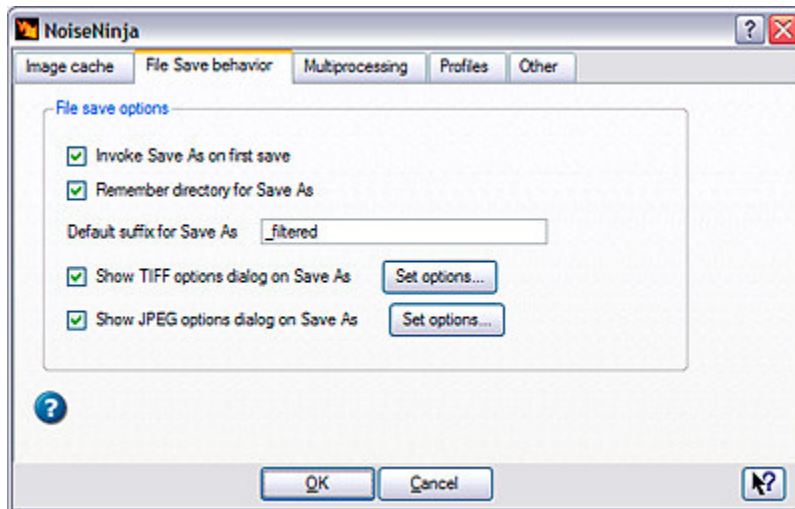 NoiseNinja
Image cache File Save behavior Multiprocessing Profiles Other
File save options
Invoke Save As on first save
Remember directory for Save As
Default suffix for Save As _filtered
Show TIFF options dialog on Save As Set options...
Show JPEG options dialog on Save As Set options...
OK Cancel